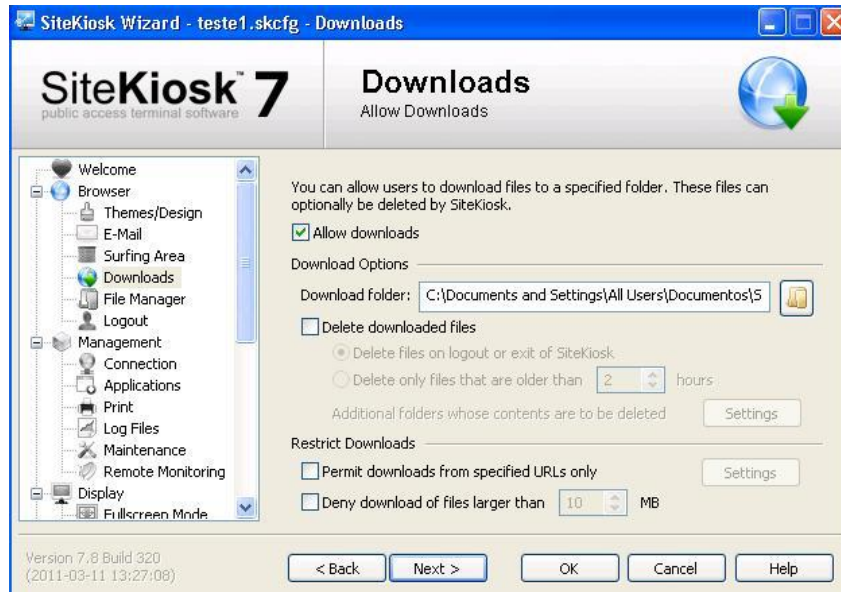 SiteKiosk Wizard - teste1.skcfg - Downloads
SiteKiosk™ 7
public access terminal software
Downloads
Allow Downloads
Welcome
Browser
Themes/Design
E-Mail
Surfing Area
Downloads
File Manager
Logout
Management
Connection
Applications
Print
Log Files
Maintenance
Remote Monitoring
Display
Fullscreen Mode
You can allow users to download files to a specified folder. These files can
optionally be deleted by SiteKiosk.
Allow downloads
Download Options
Download folder: C:\Documents and Settings\All Users\Documentos\S
Delete downloaded files
Delete files on logout or exit of SiteKiosk
Delete only files that are older than 2 hours
Additional folders whose contents are to be deleted Settings
Restrict Downloads
Permit downloads from specified URLs only Settings
Deny download of files larger than 10 MB
Version 7.8 Build 320
(2011-03-11 13:27:08)
< Back Next > OK Cancel Help